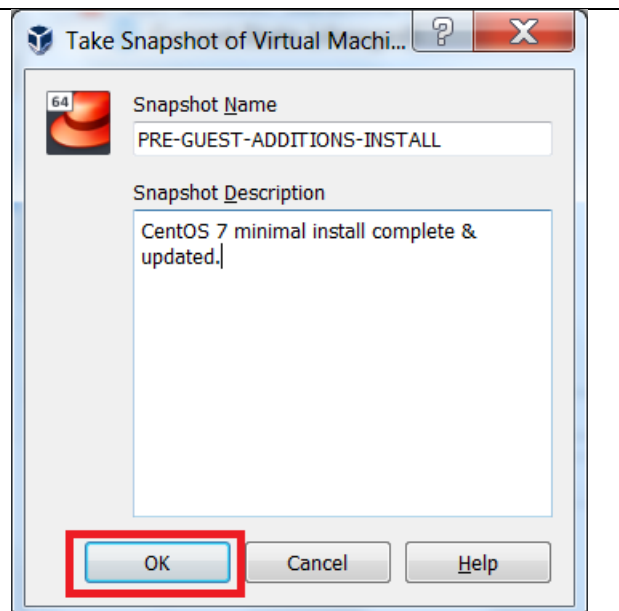 Take Snapshot of Virtual Machi...
64
Snapshot Name
PRE-GUEST-ADDITIONS-INSTALL
Snapshot Description
CentOS 7 minimal install complete &
updated.
OK Cancel Help